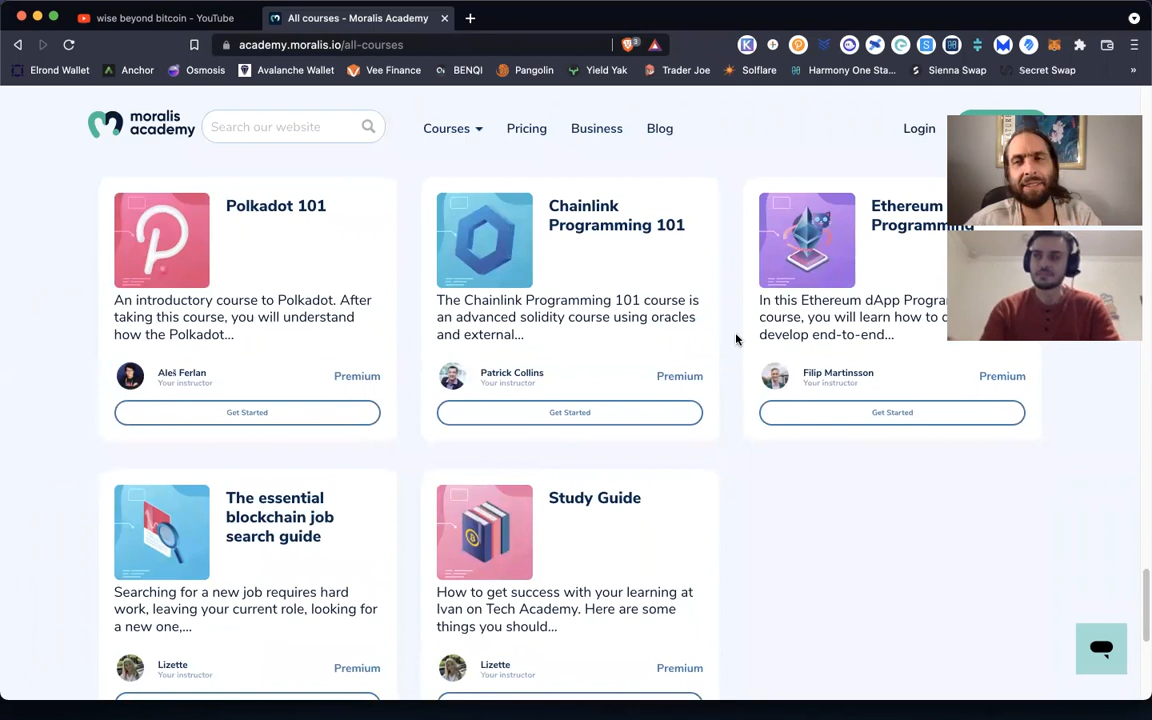 wise beyond bitcoin - YouTube
All courses - Moralis Academy
academy.moralis.io/all-courses
3
Elrond Wallet
Anchor
Osmosis
Avalanche Wallet
Vee Finance
BENQI
Pangolin
Yield Yak
Trader Joe
Solflare
Harmony One Sta...
Sienna Swap
Secret Swap
»
moralis
academy
Search our website
Courses
Pricing
Business
Blog
Login
Polkadot 101
An introductory course to Polkadot. After
taking this course, you will understand
how the Polkadot...
Aleš Ferlan
Your instructor
Premium
Get Started
Chainlink
Programming 101
The Chainlink Programming 101 course is
an advanced solidity course using oracles
and external...
Patrick Collins
Your instructor
Premium
Get Started
Ethereum
Programming
In this Ethereum dApp Progra
course, you will learn how to d
develop end-to-end...
Filip Martinsson
Your instructor
Premium
Get Started
The essential
blockchain job
search guide
Searching for a new job requires hard
work, leaving your current role, looking for
a new one,...
Lizette
Your instructor
Premium
Study Guide
How to get success with your learning at
Ivan on Tech Academy. Here are some
things you should...
Lizette
Your instructor
Premium